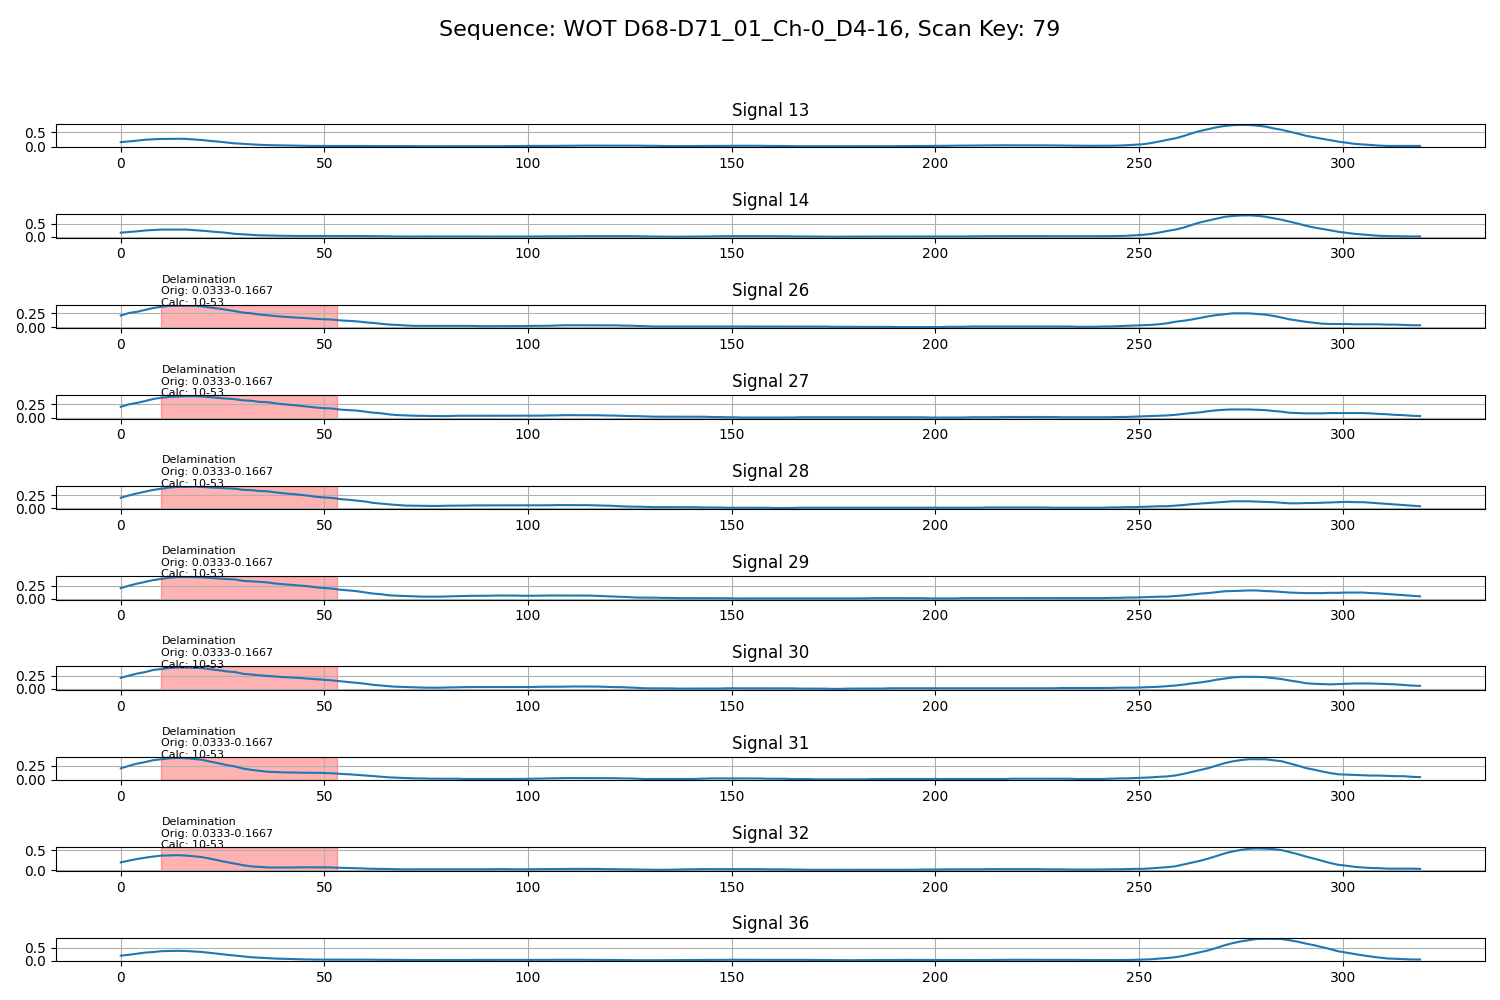 Sequence: WOT D68-D71_01_Ch-0_D4-16, Scan Key: 79
Signal 13
0.5
0.0
0 50 100 150 200 250 300
Signal 14
0.5
0.0
0 50 100 150 200 250 300
Delamination
Orig: 0.0333-0.1667
Calc: 10-53
Signal 26
0.25
0.00
0 50 100 150 200 250 300
Delamination
Orig: 0.0333-0.1667
Calc: 10-53
Signal 27
0.25
0.00
0 50 100 150 200 250 300
Delamination
Orig: 0.0333-0.1667
Calc: 10-53
Signal 28
0.25
0.00
0 50 100 150 200 250 300
Delamination
Orig: 0.0333-0.1667
Calc: 10-53
Signal 29
0.25
0.00
0 50 100 150 200 250 300
Delamination
Orig: 0.0333-0.1667
Calc: 10-53
Signal 30
0.25
0.00
0 50 100 150 200 250 300
Delamination
Orig: 0.0333-0.1667
Calc: 10-53
Signal 31
0.25
0.00
0 50 100 150 200 250 300
Delamination
Orig: 0.0333-0.1667
Calc: 10-53
Signal 32
0.5
0.0
0 50 100 150 200 250 300
Signal 36
0.5
0.0
0 50 100 150 200 250 300